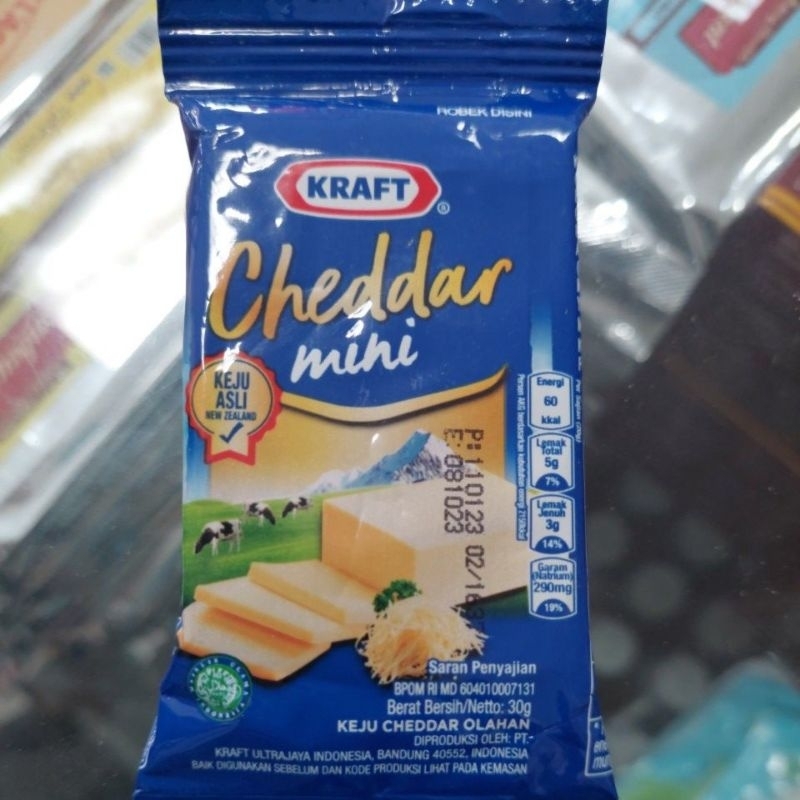 ROBEK DISINI
KRAFT
®
Cheddar
mini
KEJU
ASLI
NEW ZEALAND
Energi
60
kkal
Lemak
Total
5g
7%
Lemak
Jenuh
3g
14%
Garam
(Natrium)
290mg
19%
P:110123 02/
E:081023
Saran Penyajian
BPOM RI MD 604010007131
Berat Bersih/Netto: 30g
KEJU CHEDDAR OLAHAN
DIPRODUKSI OLEH: PT.
KRAFT ULTRAJAYA INDONESIA, BANDUNG 40552, INDONESIA
BAIK DIGUNAKAN SEBELUM DAN KODE PRODUKSI LIHAT PADA KEMASAN